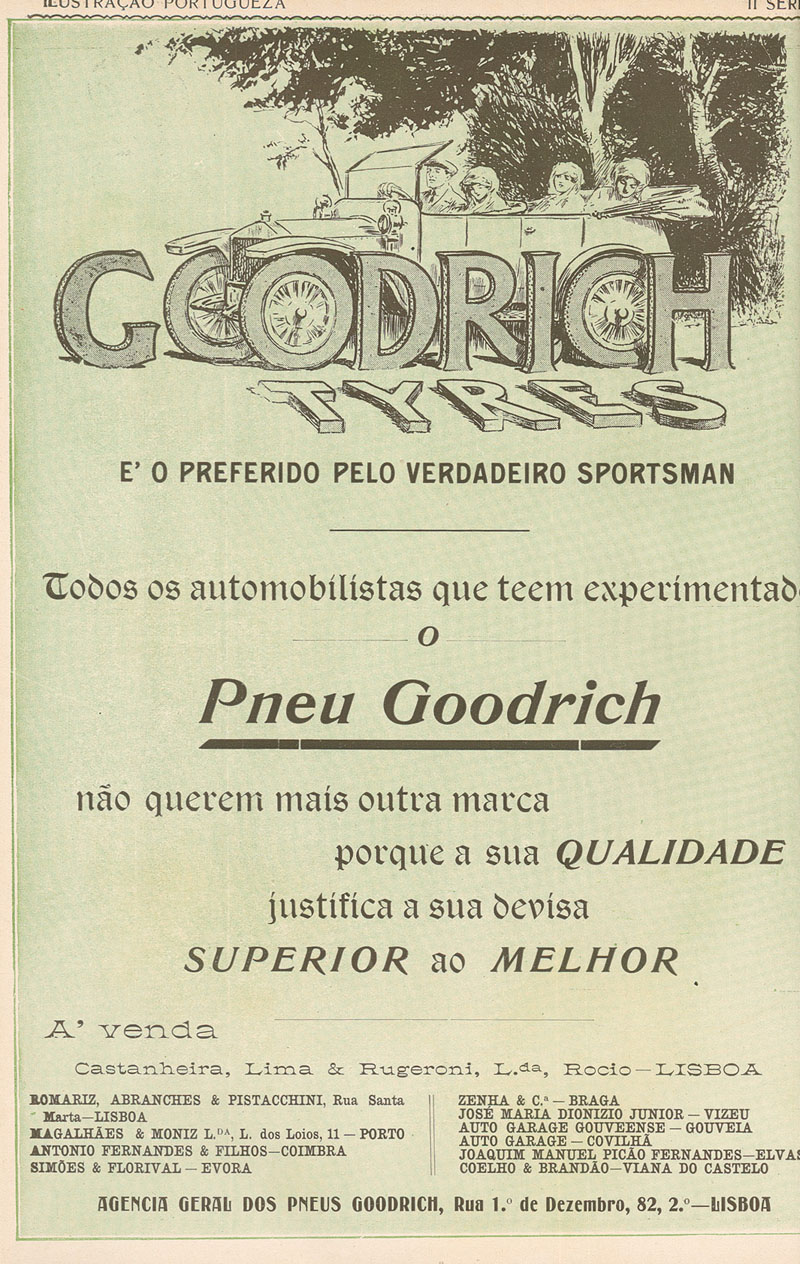 ILUSTRAÇÃO PORTUGUEZA
II SERI
GOODRICH
TYRES
E' O PREFERIDO PELO VERDADEIRO SPORTSMAN
Todos os automobilistas que teem experimentado
O
Pneu Goodrich
não querem mais outra marca
porque a sua QUALIDADE
justifica a sua devisa
SUPERIOR ao MELHOR
A' venda
Castanheira, Lima & Rugeroni, L.da, Rocio—LISBOA
ROMARIZ, ABRANCHES & PISTACCHINI, Rua Santa
Marta—LISBOA
MAGALHÃES & MONIZ L.DA, L. dos Loios, 11 — PORTO
ANTONIO FERNANDES & FILHOS—COIMBRA
SIMÕES & FLORIVAL — EVORA
ZENHA & C.ª — BRAGA
JOSÉ MARIA DIONIZIO JUNIOR — VIZEU
AUTO GARAGE GOUVEENSE — GOUVEIA
AUTO GARAGE — COVILHÃ
JOAQUIM MANUEL PICÃO FERNANDES—ELVAS
COELHO & BRANDÃO—VIANA DO CASTELO
AGENCIA GERAL DOS PNEUS GOODRICH, Rua 1.º de Dezembro, 82, 2.º—LISBOA